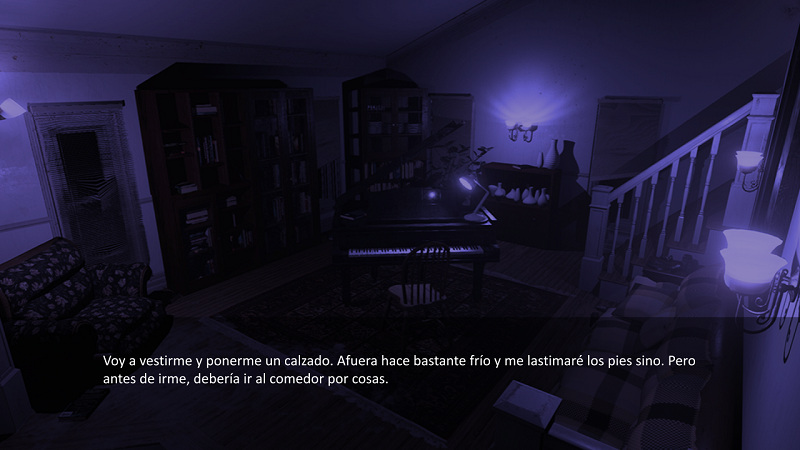 Voy a vestirme y ponerme un calzado. Afuera hace bastante frío y me lastimaré los pies sino. Pero
antes de irme, debería ir al comedor por cosas.